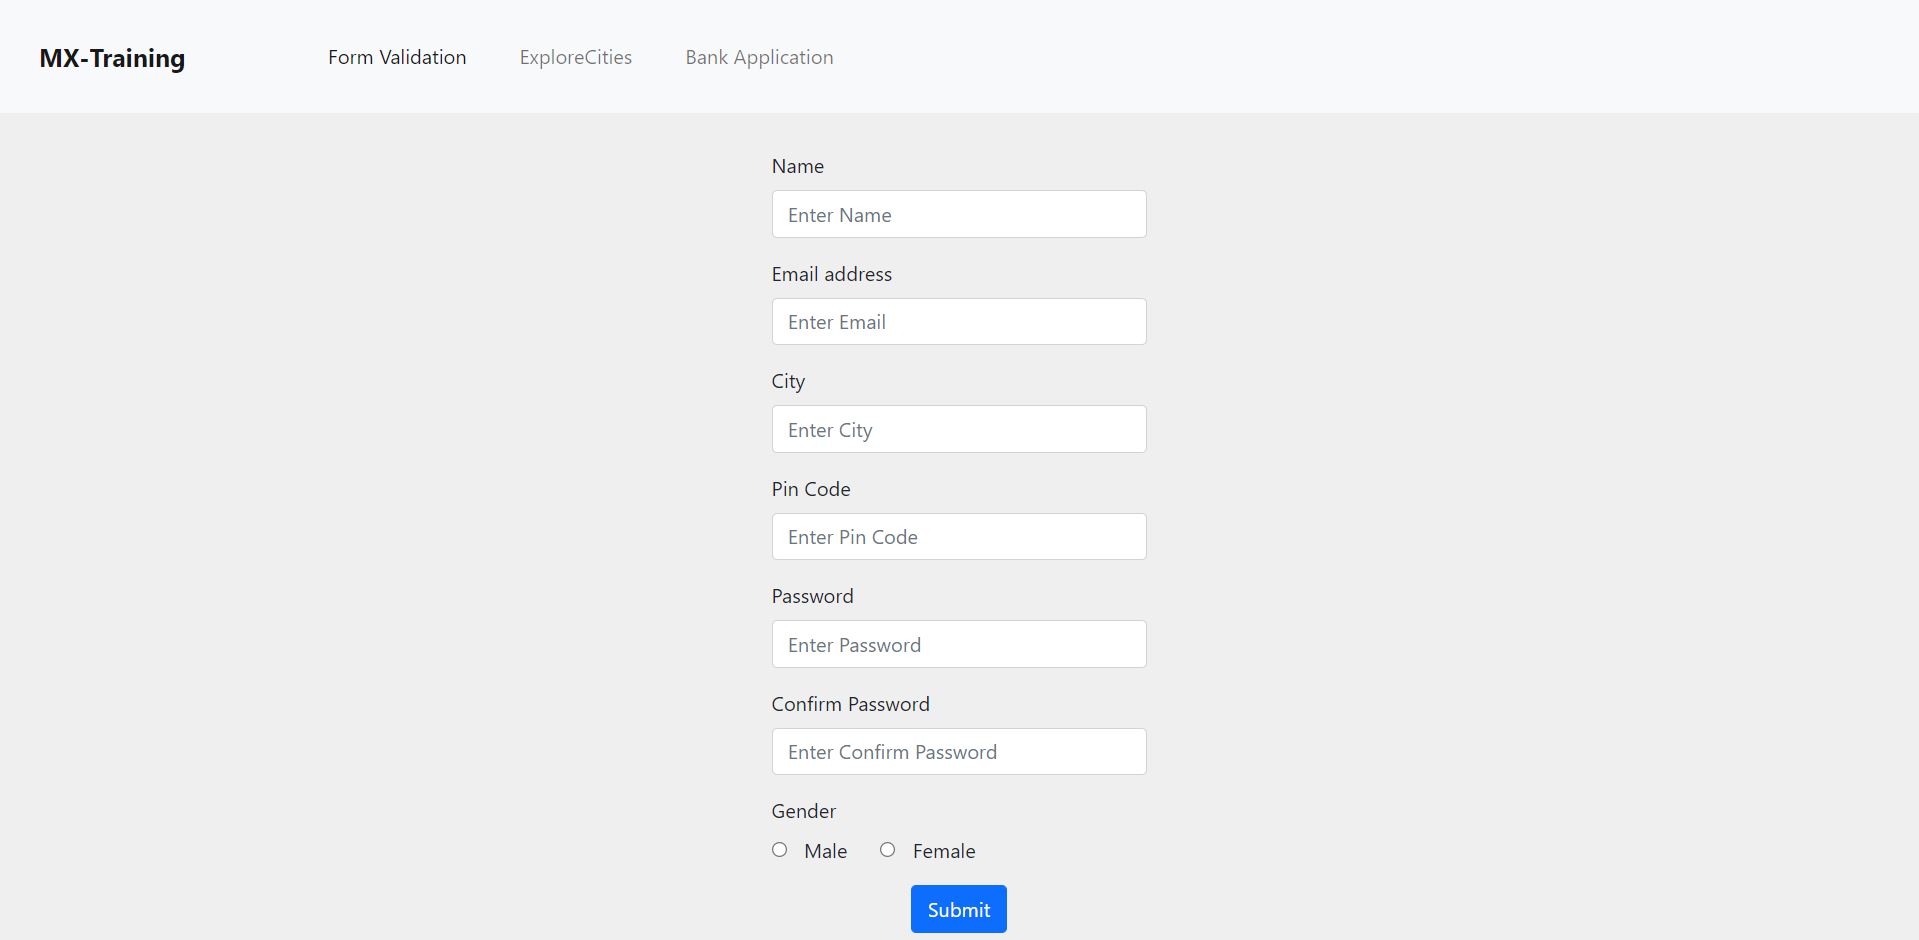 MX-Training Form Validation ExploreCities Bank Application
Name
Enter Name
Email address
Enter Email
City
Enter City
Pin Code
Enter Pin Code
Password
Enter Password
Confirm Password
Enter Confirm Password
Gender
Male Female
Submit